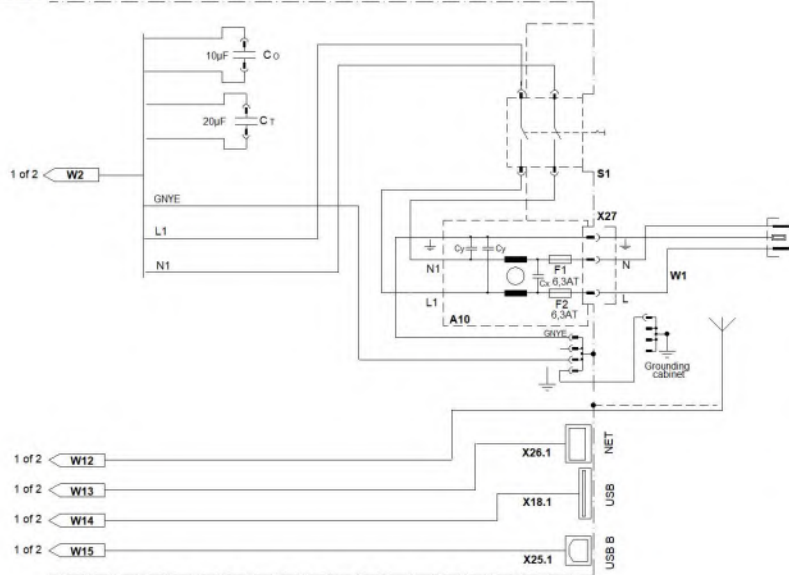 10µF
C O
20µF
C T
1 of 2
W2
GNYE
L1
N1
S1
X27
Cy
Cy
N1
F1
6,3AT
Cx
L1
F2
6,3AT
A10
N
W1
L
GNYE
Grounding
cabinet
1 of 2
W12
1 of 2
W13
X26.1
NET
1 of 2
W14
X18.1
USB
1 of 2
W15
X25.1
USB B